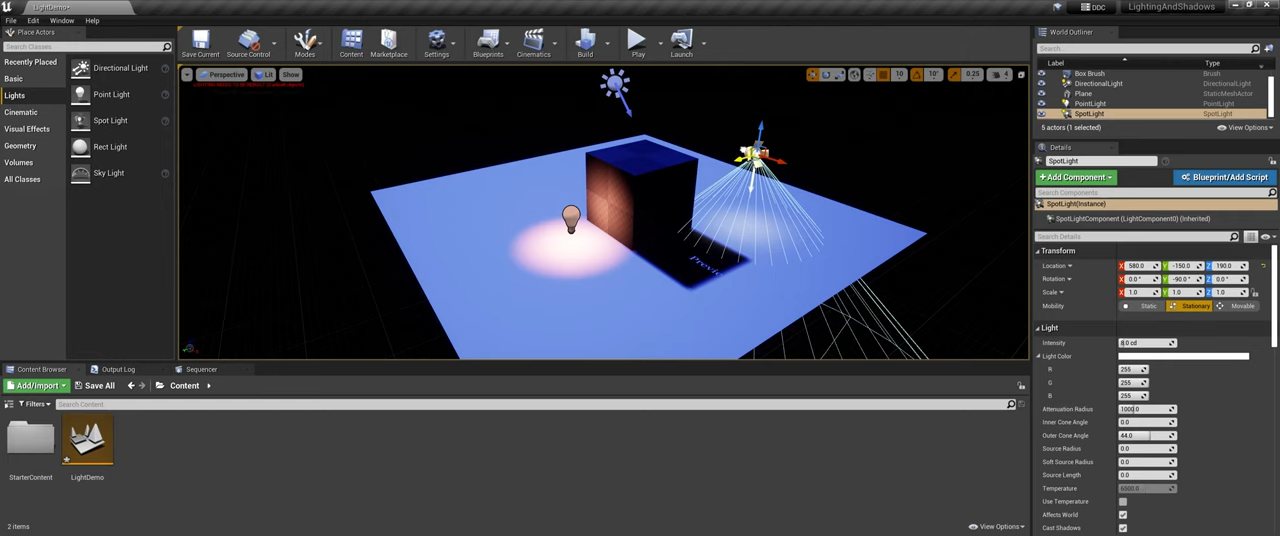 LightDemo*
DDC
LightingAndShadows
File Edit Window Help
Place Actors
Search Classes
Recently Placed
Basic
Lights
Cinematic
Visual Effects
Geometry
Volumes
All Classes
Directional Light
Point Light
Spot Light
Rect Light
Sky Light
Save Current
Source Control
Modes
Content
Marketplace
Settings
Blueprints
Cinematics
Build
Play
Launch
Perspective
Lit
Show
10
10°
0.25
4
Previe
World Outliner
Search...
Label Type
Box Brush Brush
DirectionalLight DirectionalLight
Plane StaticMeshActor
PointLight PointLight
SpotLight SpotLight
5 actors (1 selected) View Options
Details
SpotLight
+Add Component
Blueprint/Add Script
Search Components
SpotLight(Instance)
SpotLightComponent (LightComponent0) (Inherited)
Search Details
Transform
Location X 580.0 Y -150.0 Z 190.0
Rotation X 0.0° Y -90.0° Z 0.0°
Scale X 1.0 Y 1.0 Z 1.0
Mobility Static Stationary Movable
Light
Intensity 8.0 cd
Light Color
R 255
G 255
B 255
Attenuation Radius 1000.0
Inner Cone Angle 0.0
Outer Cone Angle 44.0
Source Radius 0.0
Soft Source Radius 0.0
Source Length 0.0
Temperature 6500.0
Use Temperature
Affects World
Cast Shadows
Content Browser
Output Log
Sequencer
Add/Import
Save All
Content
Filters
Search Content
StarterContent
LightDemo
2 items
View Options